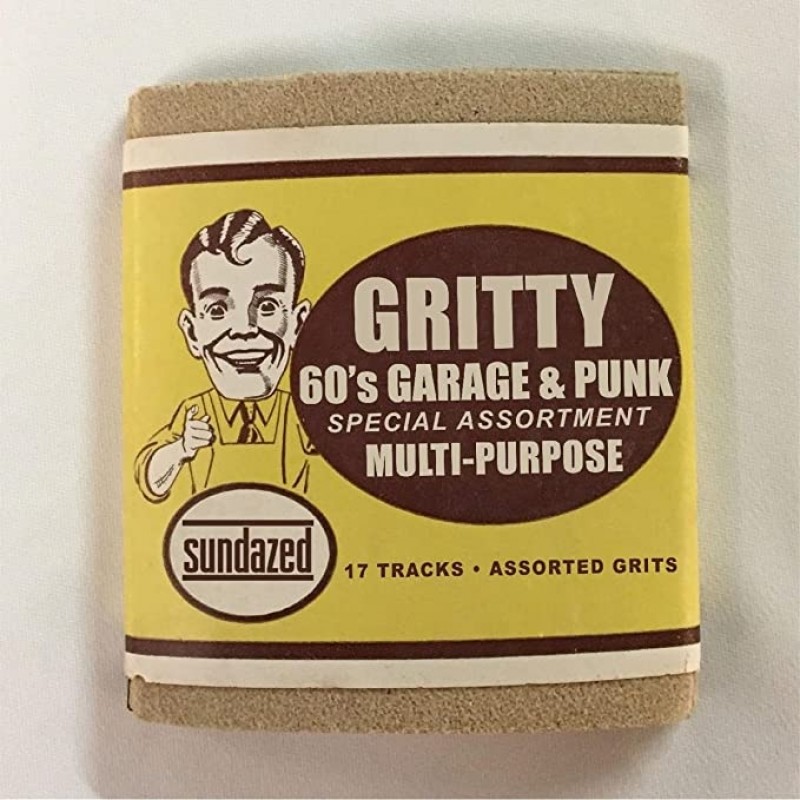 GRITTY
60's GARAGE & PUNK
SPECIAL ASSORTMENT
MULTI-PURPOSE
sundazed
17 TRACKS • ASSORTED GRITS